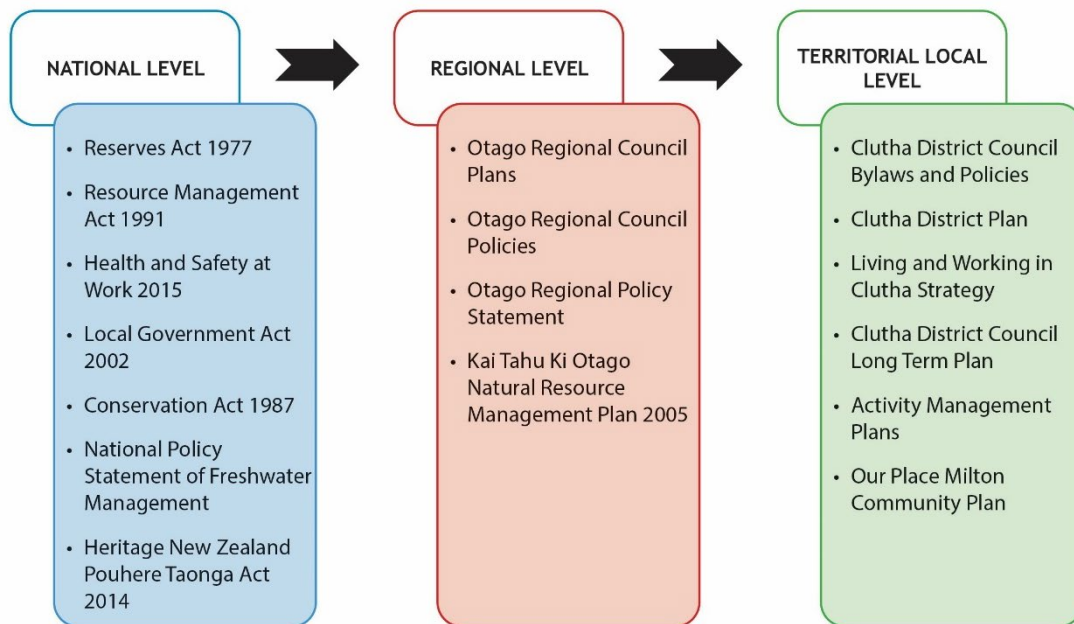 NATIONAL LEVEL
• Reserves Act 1977
• Resource Management
Act 1991
• Health and Safety at
Work 2015
• Local Government Act
2002
• Conservation Act 1987
• National Policy
Statement of Freshwater
Management
• Heritage New Zealand
Pouhere Taonga Act
2014
REGIONAL LEVEL
• Otago Regional Council
Plans
• Otago Regional Council
Policies
• Otago Regional Policy
Statement
• Kai Tahu Ki Otago
Natural Resource
Management Plan 2005
TERRITORIAL LOCAL
LEVEL
• Clutha District Council
Bylaws and Policies
• Clutha District Plan
• Living and Working in
Clutha Strategy
• Clutha District Council
Long Term Plan
• Activity Management
Plans
• Our Place Milton
Community Plan